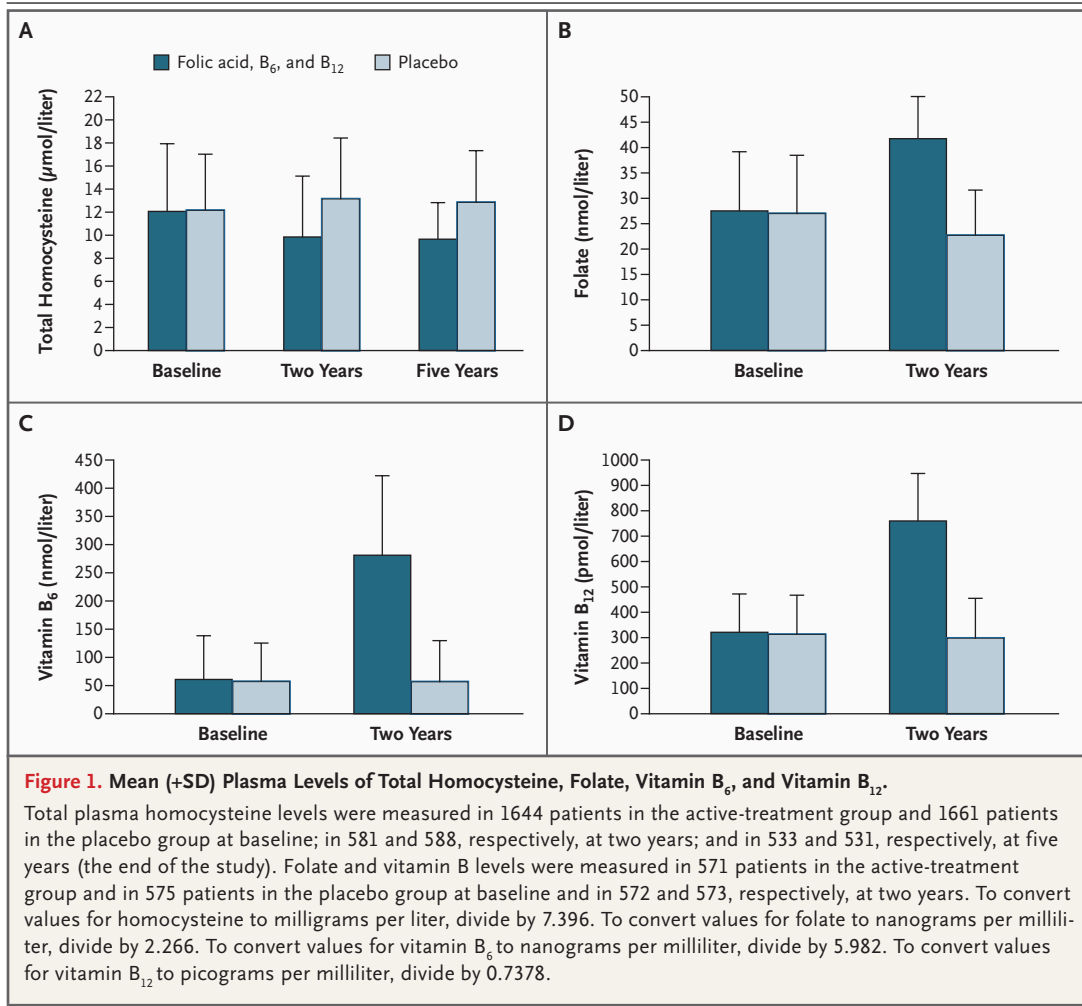 A
Folic acid, B6, and B12
Placebo
Total Homocysteine (µmol/liter)
22
20
18
16
14
12
10
8
6
4
2
0
Baseline
Two Years
Five Years
B
Folate (nmol/liter)
50
45
40
35
30
25
20
15
10
5
0
Baseline
Two Years
C
Vitamin B6 (nmol/liter)
450
400
350
300
250
200
150
100
50
0
Baseline
Two Years
D
Vitamin B12 (pmol/liter)
1000
900
800
700
600
500
400
300
200
100
0
Baseline
Two Years
Figure 1. Mean (+SD) Plasma Levels of Total Homocysteine, Folate, Vitamin B6, and Vitamin B12.
Total plasma homocysteine levels were measured in 1644 patients in the active-treatment group and 1661 patients
in the placebo group at baseline; in 581 and 588, respectively, at two years; and in 533 and 531, respectively, at five
years (the end of the study). Folate and vitamin B levels were measured in 571 patients in the active-treatment
group and in 575 patients in the placebo group at baseline and in 572 and 573, respectively, at two years. To convert
values for homocysteine to milligrams per liter, divide by 7.396. To convert values for folate to nanograms per millili-
ter, divide by 2.266. To convert values for vitamin B6 to nanograms per milliliter, divide by 5.982. To convert values
for vitamin B12 to picograms per milliliter, divide by 0.7378.